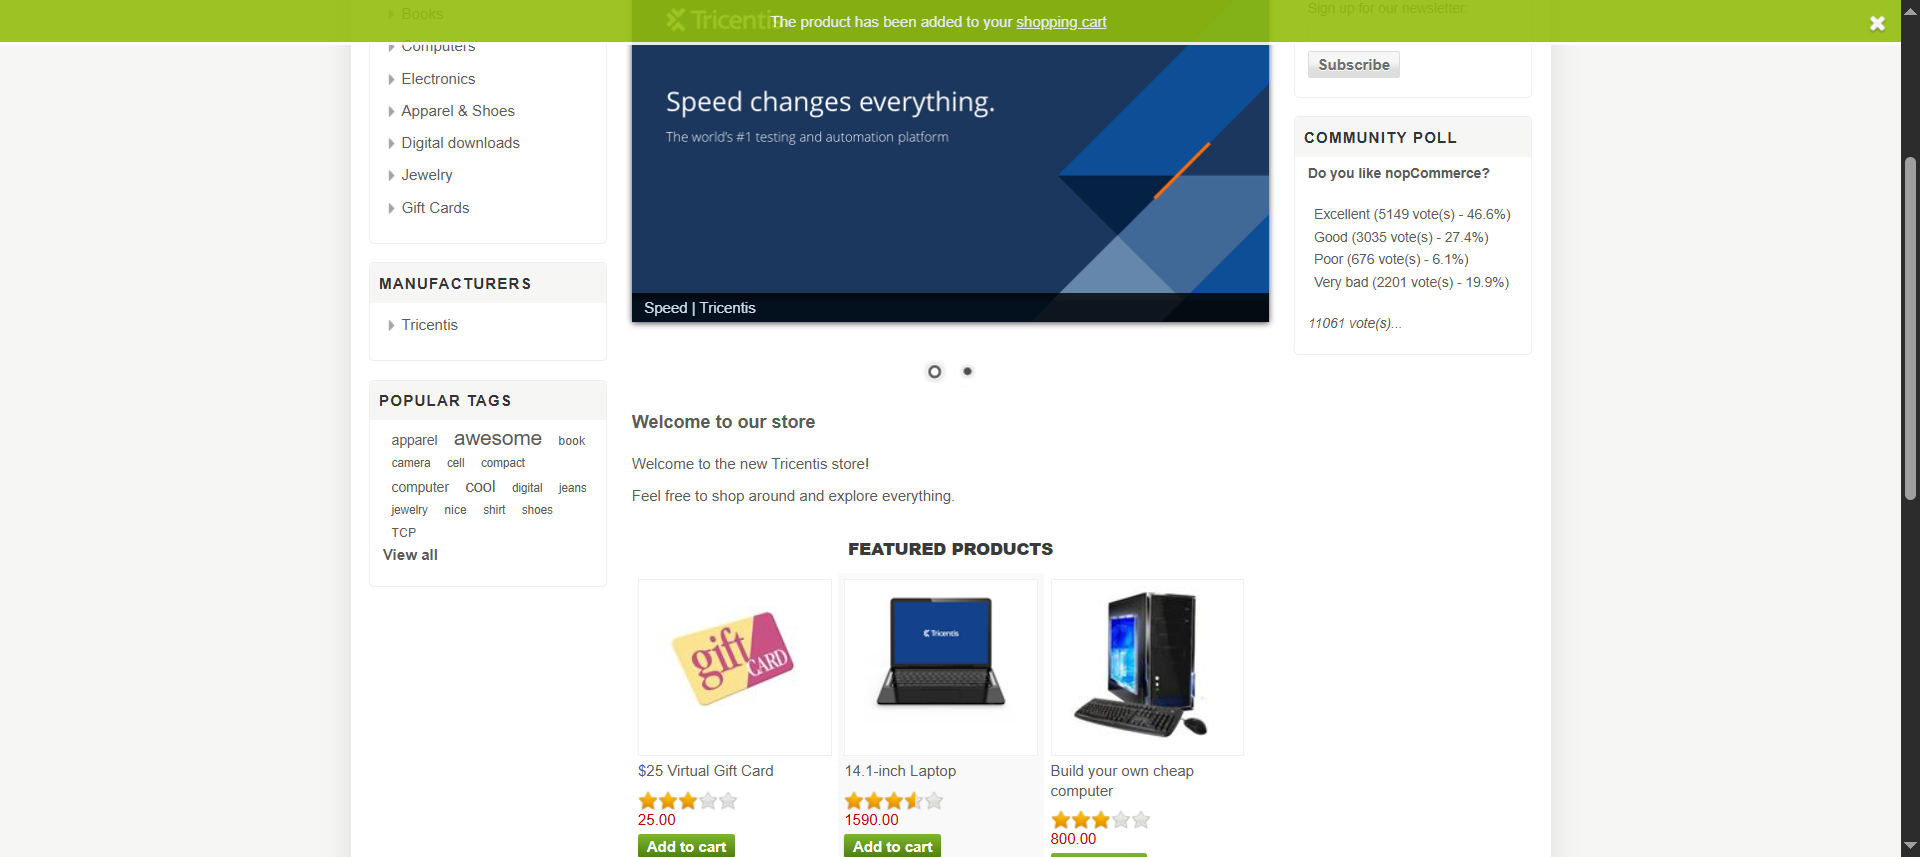 The product has been added to your shopping cart
Books
Computers
Electronics
Apparel & Shoes
Digital downloads
Jewelry
Gift Cards
MANUFACTURERS
Tricentis
POPULAR TAGS
apparel awesome book
camera cell compact
computer cool digital jeans
jewelry nice shirt shoes
TCP
View all
Tricentis
Speed changes everything.
The world's #1 testing and automation platform
Speed | Tricentis
Welcome to our store
Welcome to the new Tricentis store!
Feel free to shop around and explore everything.
FEATURED PRODUCTS
gift CARD
Tricentis
$25 Virtual Gift Card
25.00
Add to cart
14.1-inch Laptop
1590.00
Add to cart
Build your own cheap
computer
800.00
Sign up for our newsletter:
Subscribe
COMMUNITY POLL
Do you like nopCommerce?
Excellent (5149 vote(s) - 46.6%)
Good (3035 vote(s) - 27.4%)
Poor (676 vote(s) - 6.1%)
Very bad (2201 vote(s) - 19.9%)
11061 vote(s)...